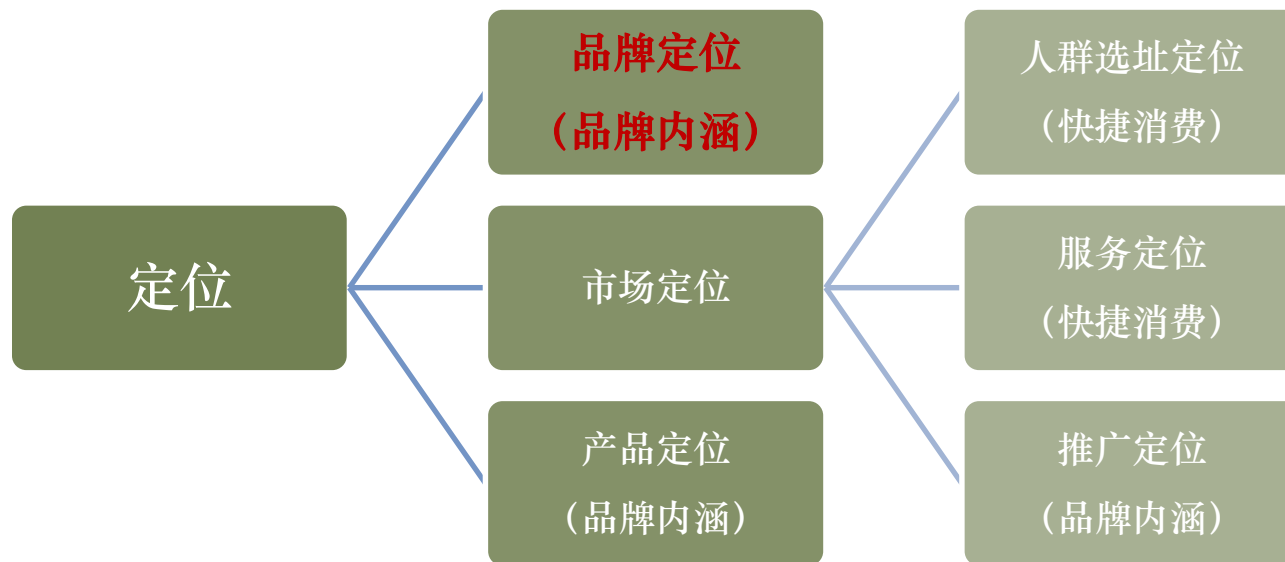 定位
品牌定位
（品牌内涵）
市场定位
产品定位
（品牌内涵）
人群选址定位
（快捷消费）
服务定位
（快捷消费）
推广定位
（品牌内涵）